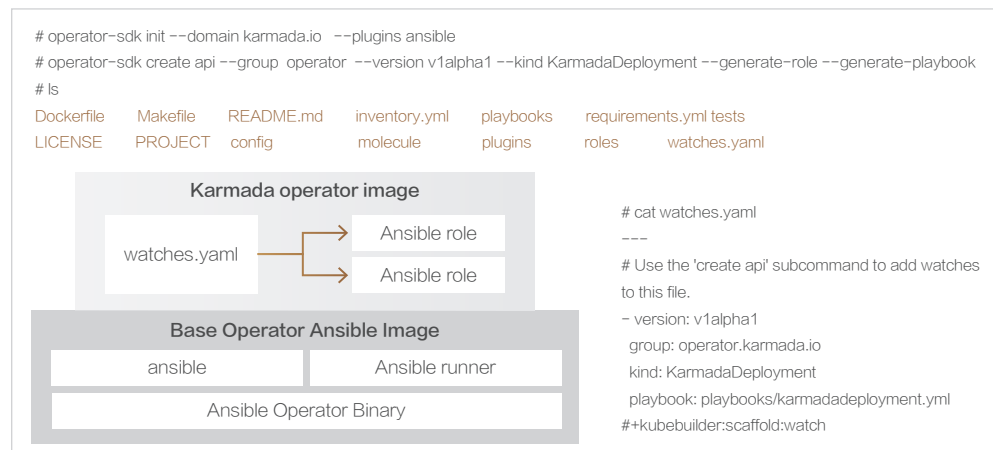 # operator-sdk init --domain karmada.io --plugins ansible
# operator-sdk create api --group operator --version v1alpha1 --kind KarmadaDeployment --generate-role --generate-playbook
# ls
Dockerfile Makefile README.md inventory.yml playbooks requirements.yml tests
LICENSE PROJECT config molecule plugins roles watches.yaml
Karmada operator image
watches.yaml
Ansible role
Ansible role
Base Operator Ansible Image
ansible
Ansible runner
Ansible Operator Binary
# cat watches.yaml
---
# Use the 'create api' subcommand to add watches
to this file.
- version: v1alpha1
group: operator.karmada.io
kind: KarmadaDeployment
playbook: playbooks/karmadadeployment.yml
#+kubebuilder:scaffold:watch